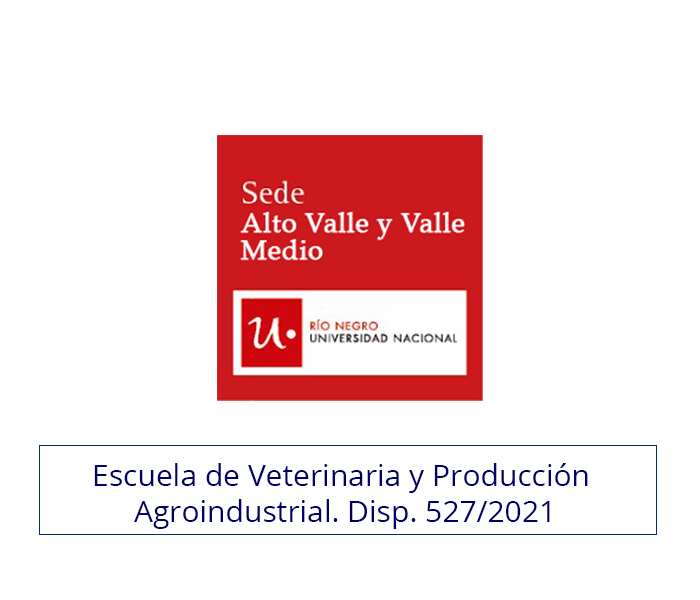 Sede
Alto Valle y Valle
Medio
u.
RÍO NEGRO
UNIVERSIDAD NACIONAL
Escuela de Veterinaria y Producción
Agroindustrial. Disp. 527/2021